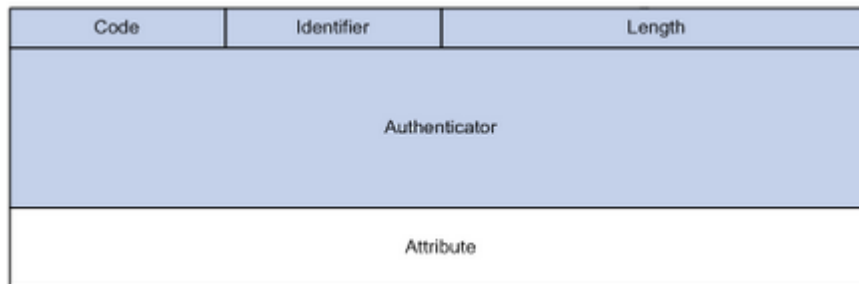 Code Identifier Length
Authenticator
Attribute